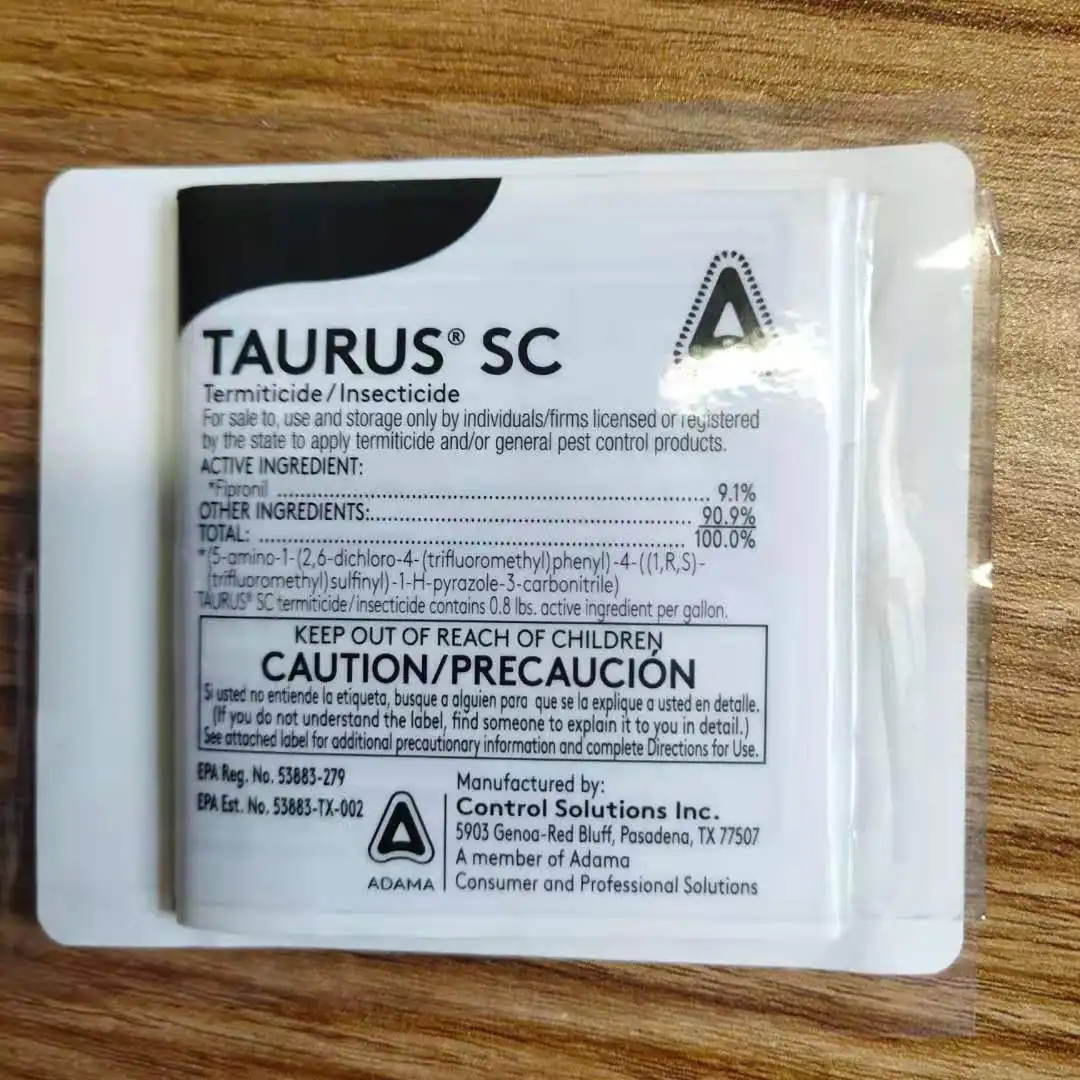 TAURUS® SC
Termiticide/Insecticide
For sale to, use and storage only by individuals/firms licensed or registered
by the state to apply termiticide and/or general pest control products.
ACTIVE INGREDIENT:
*Fipronil ................................................................ 9.1%
OTHER INGREDIENTS:................................................ 90.9%
TOTAL: ................................................................ 100.0%
*(5-amino-1-(2,6-dichloro-4-(trifluoromethyl)phenyl)-4-((1,R,S)-
(trifluoromethyl)sulfinyl)-1-H-pyrazole-3-carbonitrile)
TAURUS® SC termiticide/insecticide contains 0.8 lbs. active ingredient per gallon.
KEEP OUT OF REACH OF CHILDREN
CAUTION/PRECAUCIÓN
Si usted no entiende la etiqueta, busque a alguien para que se la explique a usted en detalle.
(If you do not understand the label, find someone to explain it to you in detail.)
See attached label for additional precautionary information and complete Directions for Use.
EPA Reg. No. 53883-279
EPA Est. No. 53883-TX-002
ADAMA
Manufactured by:
Control Solutions Inc.
5903 Genoa-Red Bluff, Pasadena, TX 77507
A member of Adama
Consumer and Professional Solutions